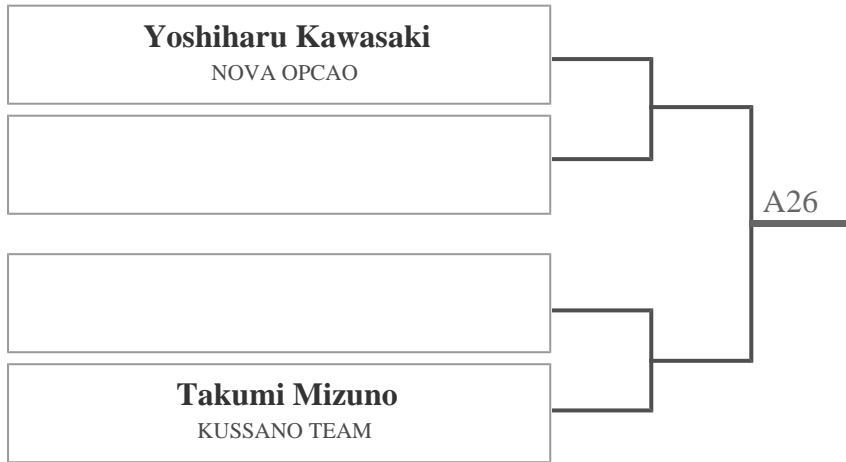 Yoshiharu Kawasaki
NOVA OPCAO
A26
Takumi Mizuno
KUSSANO TEAM